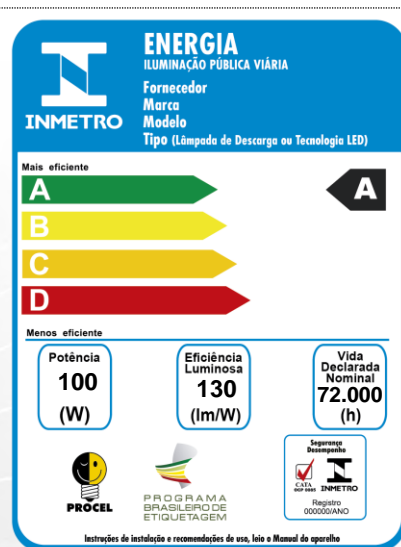 ENERGIA
ILUMINAÇÃO PÚBLICA VIÁRIA
INMETRO
Fornecedor
Marca
Modelo
Tipo (Lâmpada de Descarga ou Tecnologia LED)
Mais eficiente
A
A
B
C
D
Menos eficiente
Potência
100
(W)
Eficiência
Luminosa
130
(lm/W)
Vida
Declarada
Nominal
72.000
(h)
PROCEL
PROGRAMA
BRASILEIRO DE
ETIQUETAGEM
Segurança
Desempenho
CATA
INMETRO
Registro
000000/ANO
Instruções de instalação e recomendações de uso, leia o Manual do aparelho